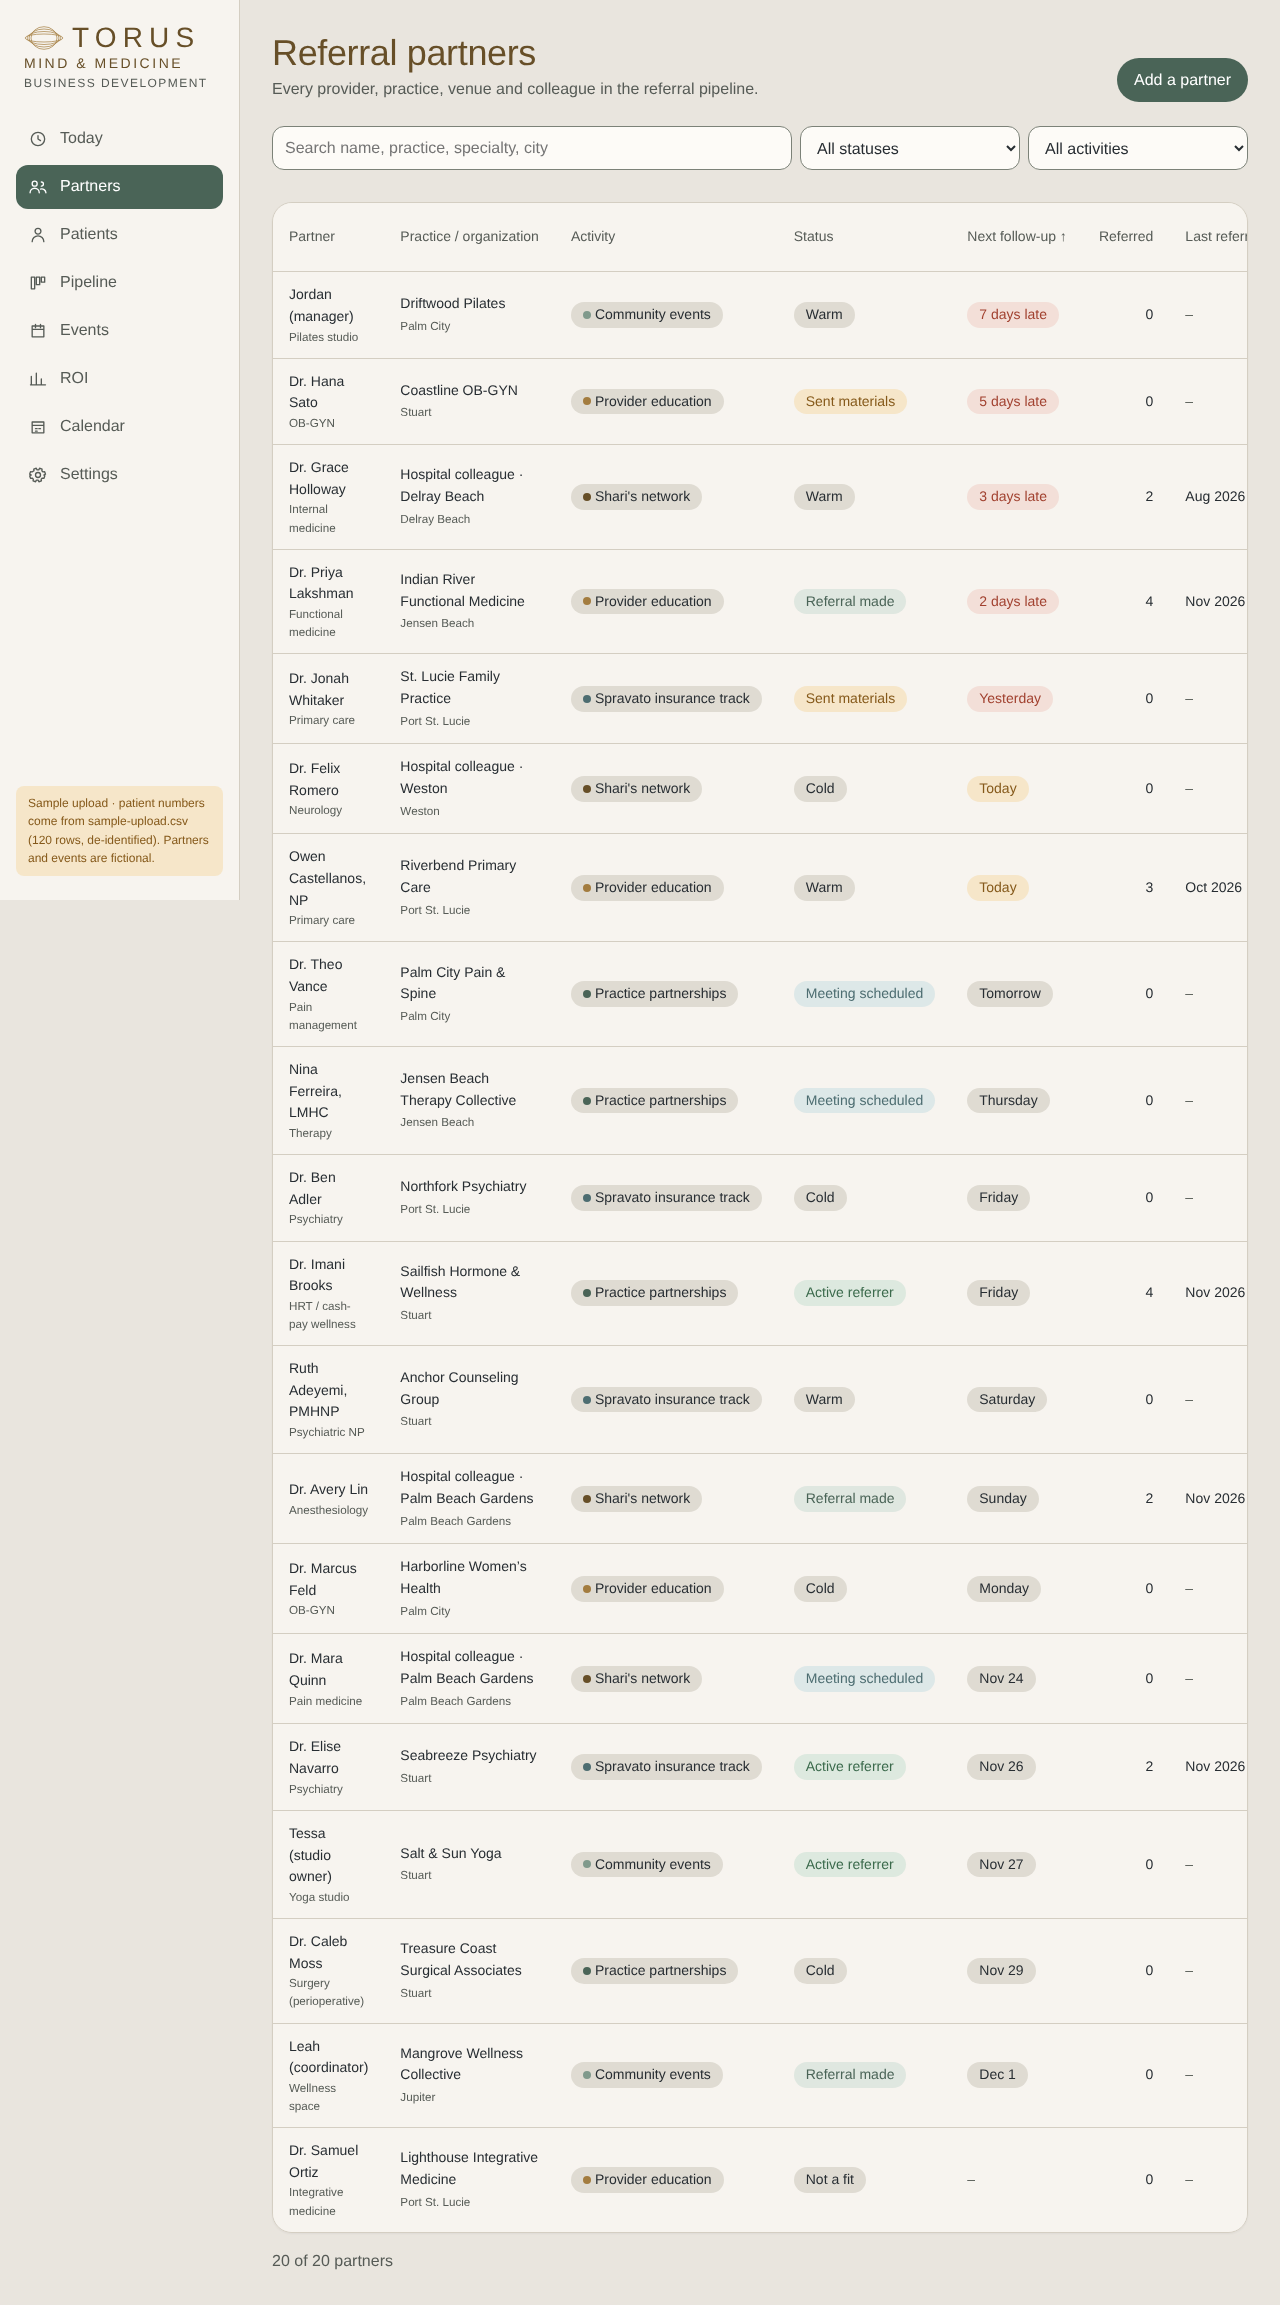 TORUS
MIND & MEDICINE
BUSINESS DEVELOPMENT
Today
Partners
Patients
Pipeline
Events
ROI
Calendar
Settings
Sample upload · patient numbers
come from sample-upload.csv
(120 rows, de-identified). Partners
and events are fictional.
Referral partners
Every provider, practice, venue and colleague in the referral pipeline.
Add a partner
Search name, practice, specialty, city
All statuses
All activities
Partner Practice / organization Activity Status Next follow-up ↑ Referred Last referr
Jordan
(manager)
Pilates studio
Driftwood Pilates
Palm City
Community events
Warm
7 days late
0
–
Dr. Hana
Sato
OB-GYN
Coastline OB-GYN
Stuart
Provider education
Sent materials
5 days late
0
–
Dr. Grace
Holloway
Internal
medicine
Hospital colleague ·
Delray Beach
Delray Beach
Shari's network
Warm
3 days late
2
Aug 2026
Dr. Priya
Lakshman
Functional
medicine
Indian River
Functional Medicine
Jensen Beach
Provider education
Referral made
2 days late
4
Nov 2026
Dr. Jonah
Whitaker
Primary care
St. Lucie Family
Practice
Port St. Lucie
Spravato insurance track
Sent materials
Yesterday
0
–
Dr. Felix
Romero
Neurology
Hospital colleague ·
Weston
Weston
Shari's network
Cold
Today
0
–
Owen
Castellanos,
NP
Primary care
Riverbend Primary
Care
Port St. Lucie
Provider education
Warm
Today
3
Oct 2026
Dr. Theo
Vance
Pain
management
Palm City Pain &
Spine
Palm City
Practice partnerships
Meeting scheduled
Tomorrow
0
–
Nina
Ferreira,
LMHC
Therapy
Jensen Beach
Therapy Collective
Jensen Beach
Practice partnerships
Meeting scheduled
Thursday
0
–
Dr. Ben
Adler
Psychiatry
Northfork Psychiatry
Port St. Lucie
Spravato insurance track
Cold
Friday
0
–
Dr. Imani
Brooks
HRT / cash-
pay wellness
Sailfish Hormone &
Wellness
Stuart
Practice partnerships
Active referrer
Friday
4
Nov 2026
Ruth
Adeyemi,
PMHNP
Psychiatric NP
Anchor Counseling
Group
Stuart
Spravato insurance track
Warm
Saturday
0
–
Dr. Avery Lin
Anesthesiology
Hospital colleague ·
Palm Beach Gardens
Palm Beach Gardens
Shari's network
Referral made
Sunday
2
Nov 2026
Dr. Marcus
Feld
OB-GYN
Harborline Women's
Health
Palm City
Provider education
Cold
Monday
0
–
Dr. Mara
Quinn
Pain medicine
Hospital colleague ·
Palm Beach Gardens
Palm Beach Gardens
Shari's network
Meeting scheduled
Nov 24
0
–
Dr. Elise
Navarro
Psychiatry
Seabreeze Psychiatry
Stuart
Spravato insurance track
Active referrer
Nov 26
2
Nov 2026
Tessa
(studio
owner)
Yoga studio
Salt & Sun Yoga
Stuart
Community events
Active referrer
Nov 27
0
–
Dr. Caleb
Moss
Surgery
(perioperative)
Treasure Coast
Surgical Associates
Stuart
Practice partnerships
Cold
Nov 29
0
–
Leah
(coordinator)
Wellness
space
Mangrove Wellness
Collective
Jupiter
Community events
Referral made
Dec 1
0
–
Dr. Samuel
Ortiz
Integrative
medicine
Lighthouse Integrative
Medicine
Port St. Lucie
Provider education
Not a fit
–
0
–
20 of 20 partners